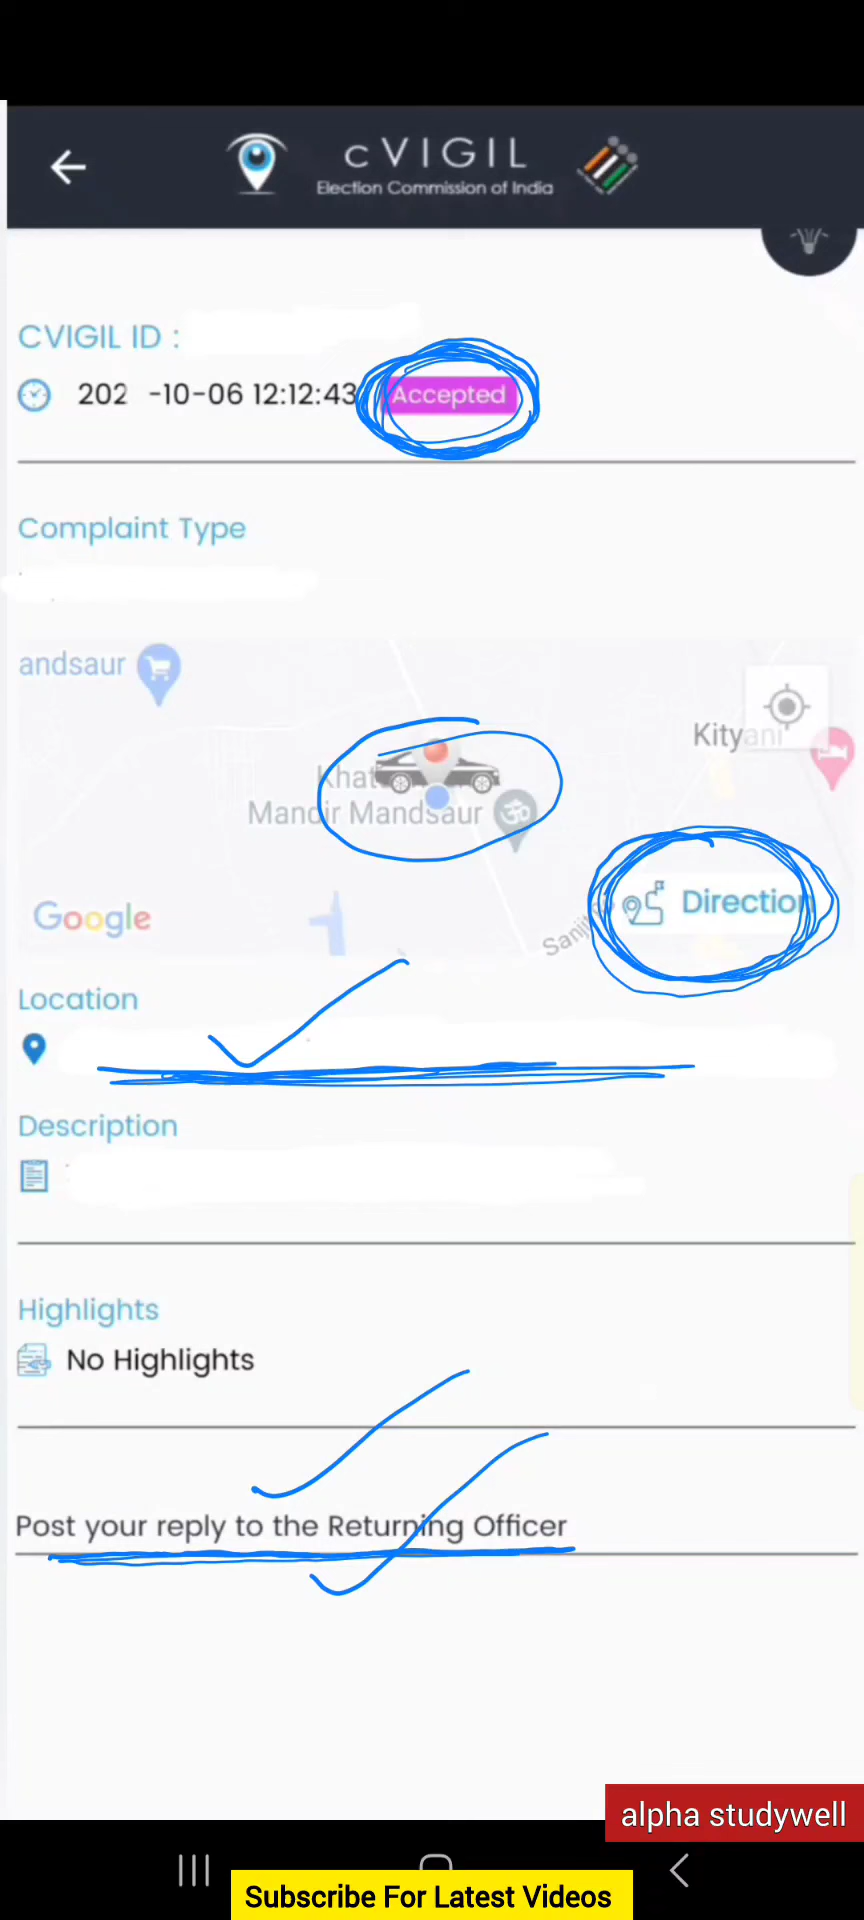 cVIGIL
Election Commission of India
CVIGIL ID :
202 -10-06 12:12:43 Accepted
Complaint Type
andsaur
Kityani
Khat
Mandir Mandsaur
Direction
Google
Location
Description
Highlights
No Highlights
Post your reply to the Returning Officer
alpha studywell
Subscribe For Latest Videos